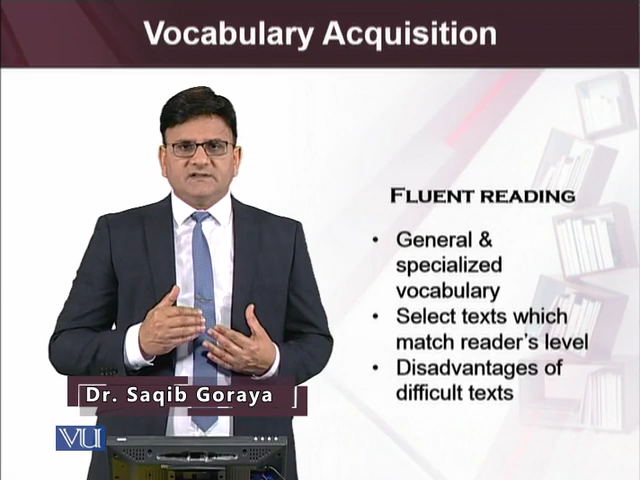 Vocabulary Acquisition
FLUENT READING
• General &
specialized
vocabulary
• Select texts which
match reader's level
• Disadvantages of
difficult texts
Dr. Saqib Goraya
VU